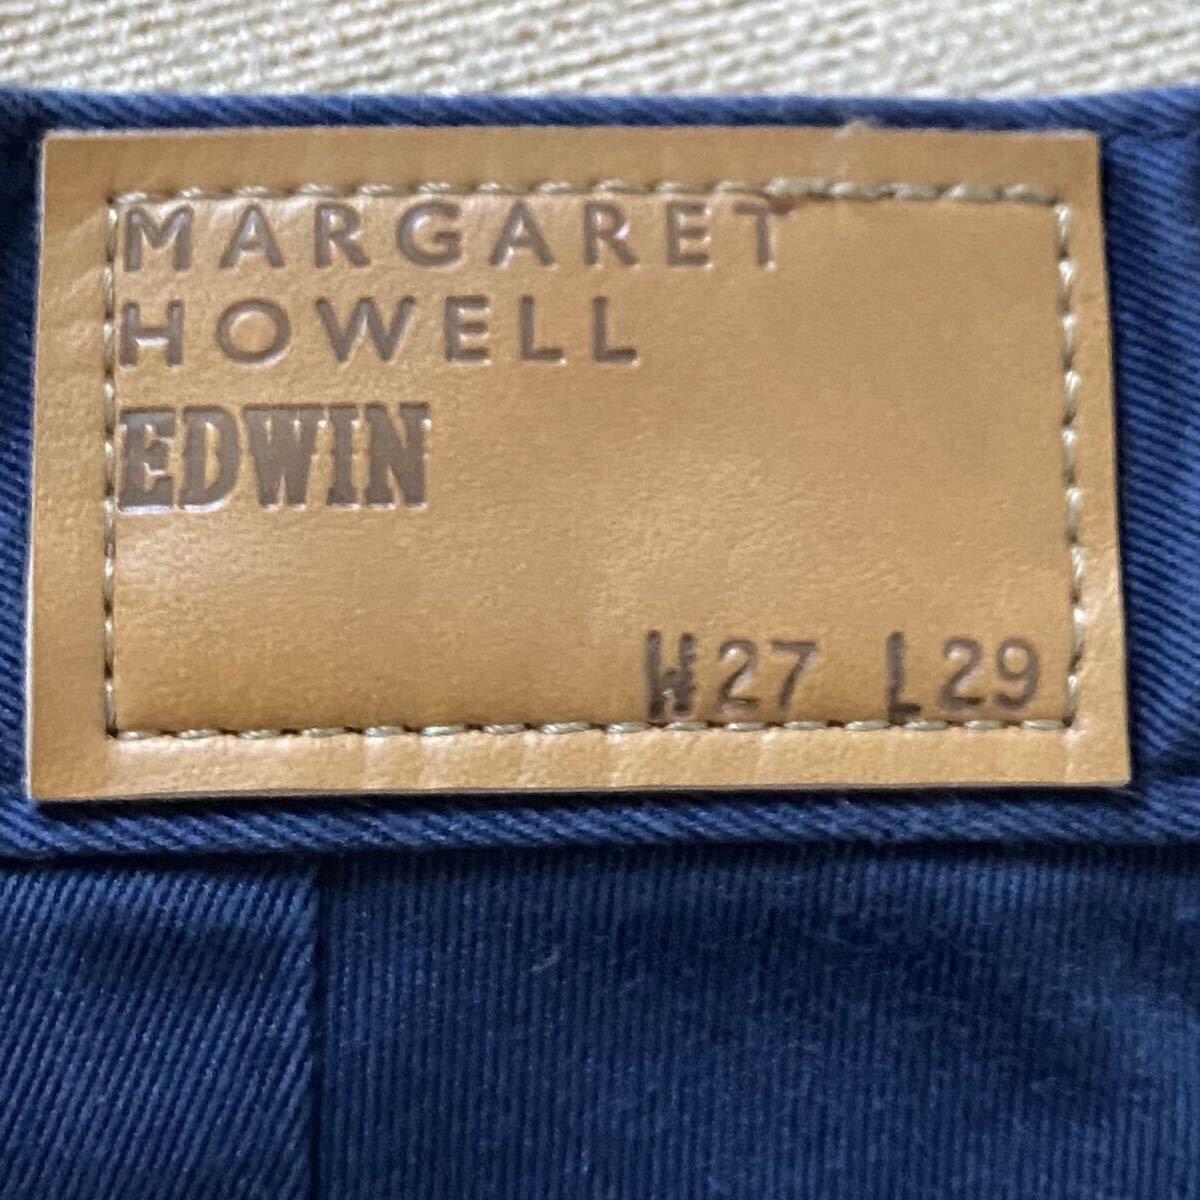 MARGARET
HOWELL
EDWIN
W27 L29